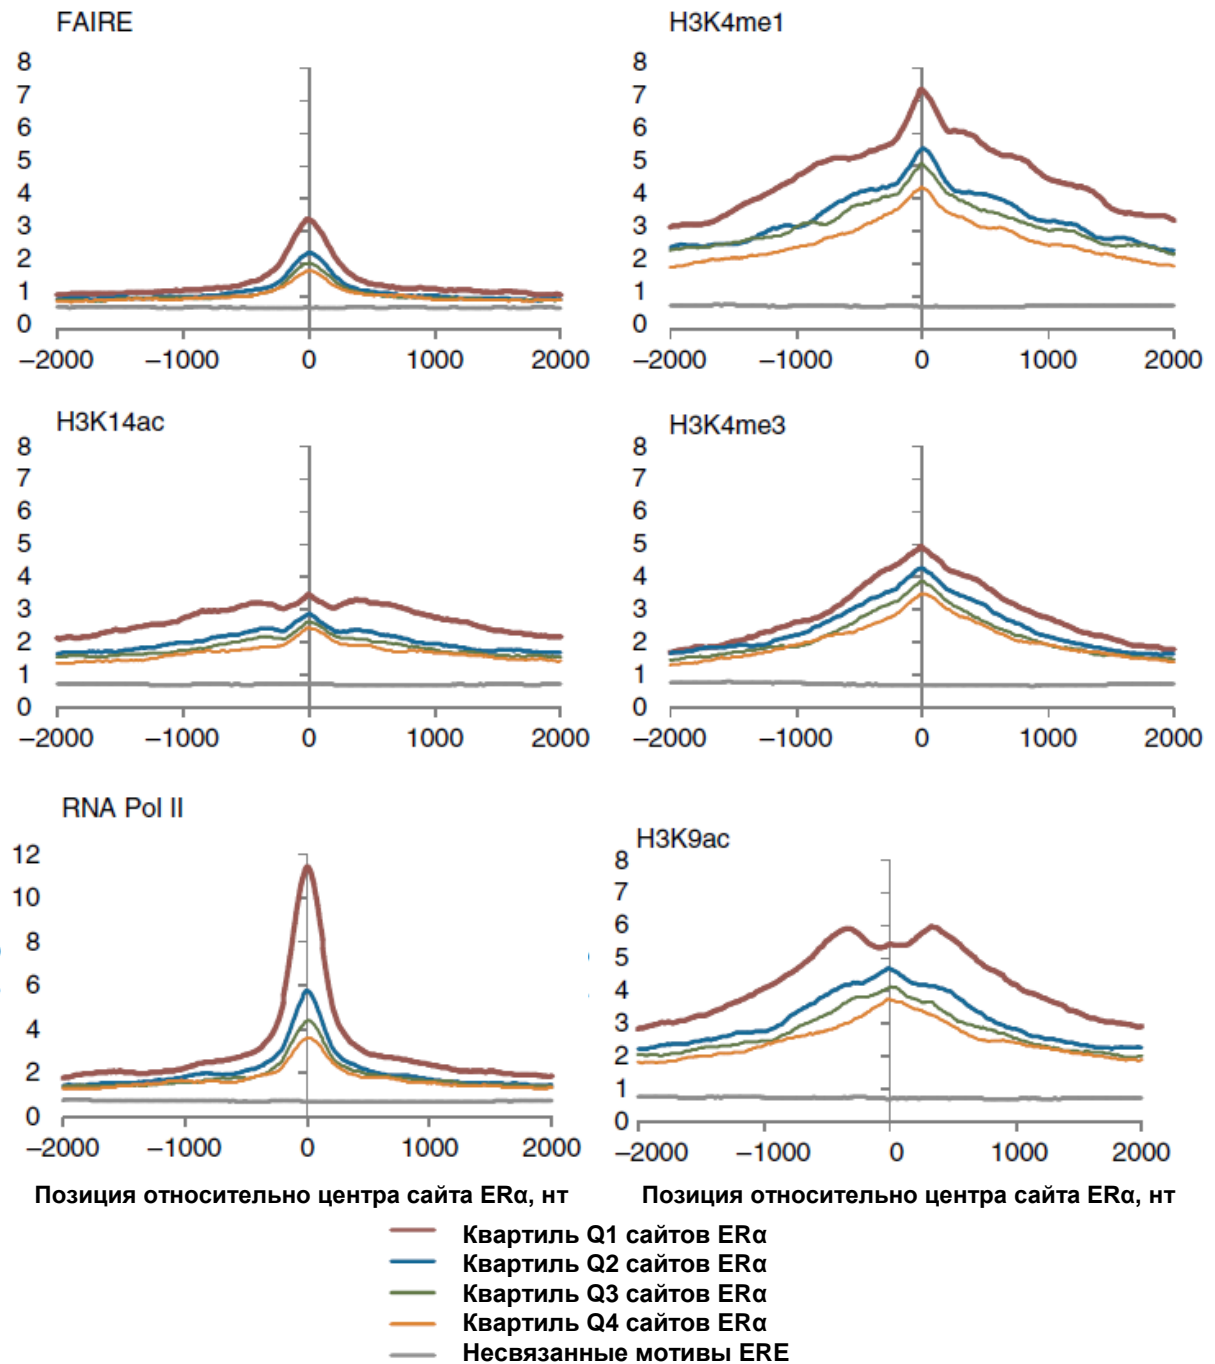 FAIRE
8
7
6
5
4
3
2
1
0
−2000 −1000 0 1000 2000
H3K4me1
8
7
6
5
4
3
2
1
0
−2000 −1000 0 1000 2000
H3K14ac
8
7
6
5
4
3
2
1
0
−2000 −1000 0 1000 2000
H3K4me3
8
7
6
5
4
3
2
1
0
−2000 −1000 0 1000 2000
RNA Pol II
12
10
8
6
4
2
0
−2000 −1000 0 1000 2000
Позиция относительно центра сайта ERα, нт
H3K9ac
8
7
6
5
4
3
2
1
0
−2000 −1000 0 1000 2000
Позиция относительно центра сайта ERα, нт
Квартиль Q1 сайтов ERα
Квартиль Q2 сайтов ERα
Квартиль Q3 сайтов ERα
Квартиль Q4 сайтов ERα
Несвязанные мотивы ERE